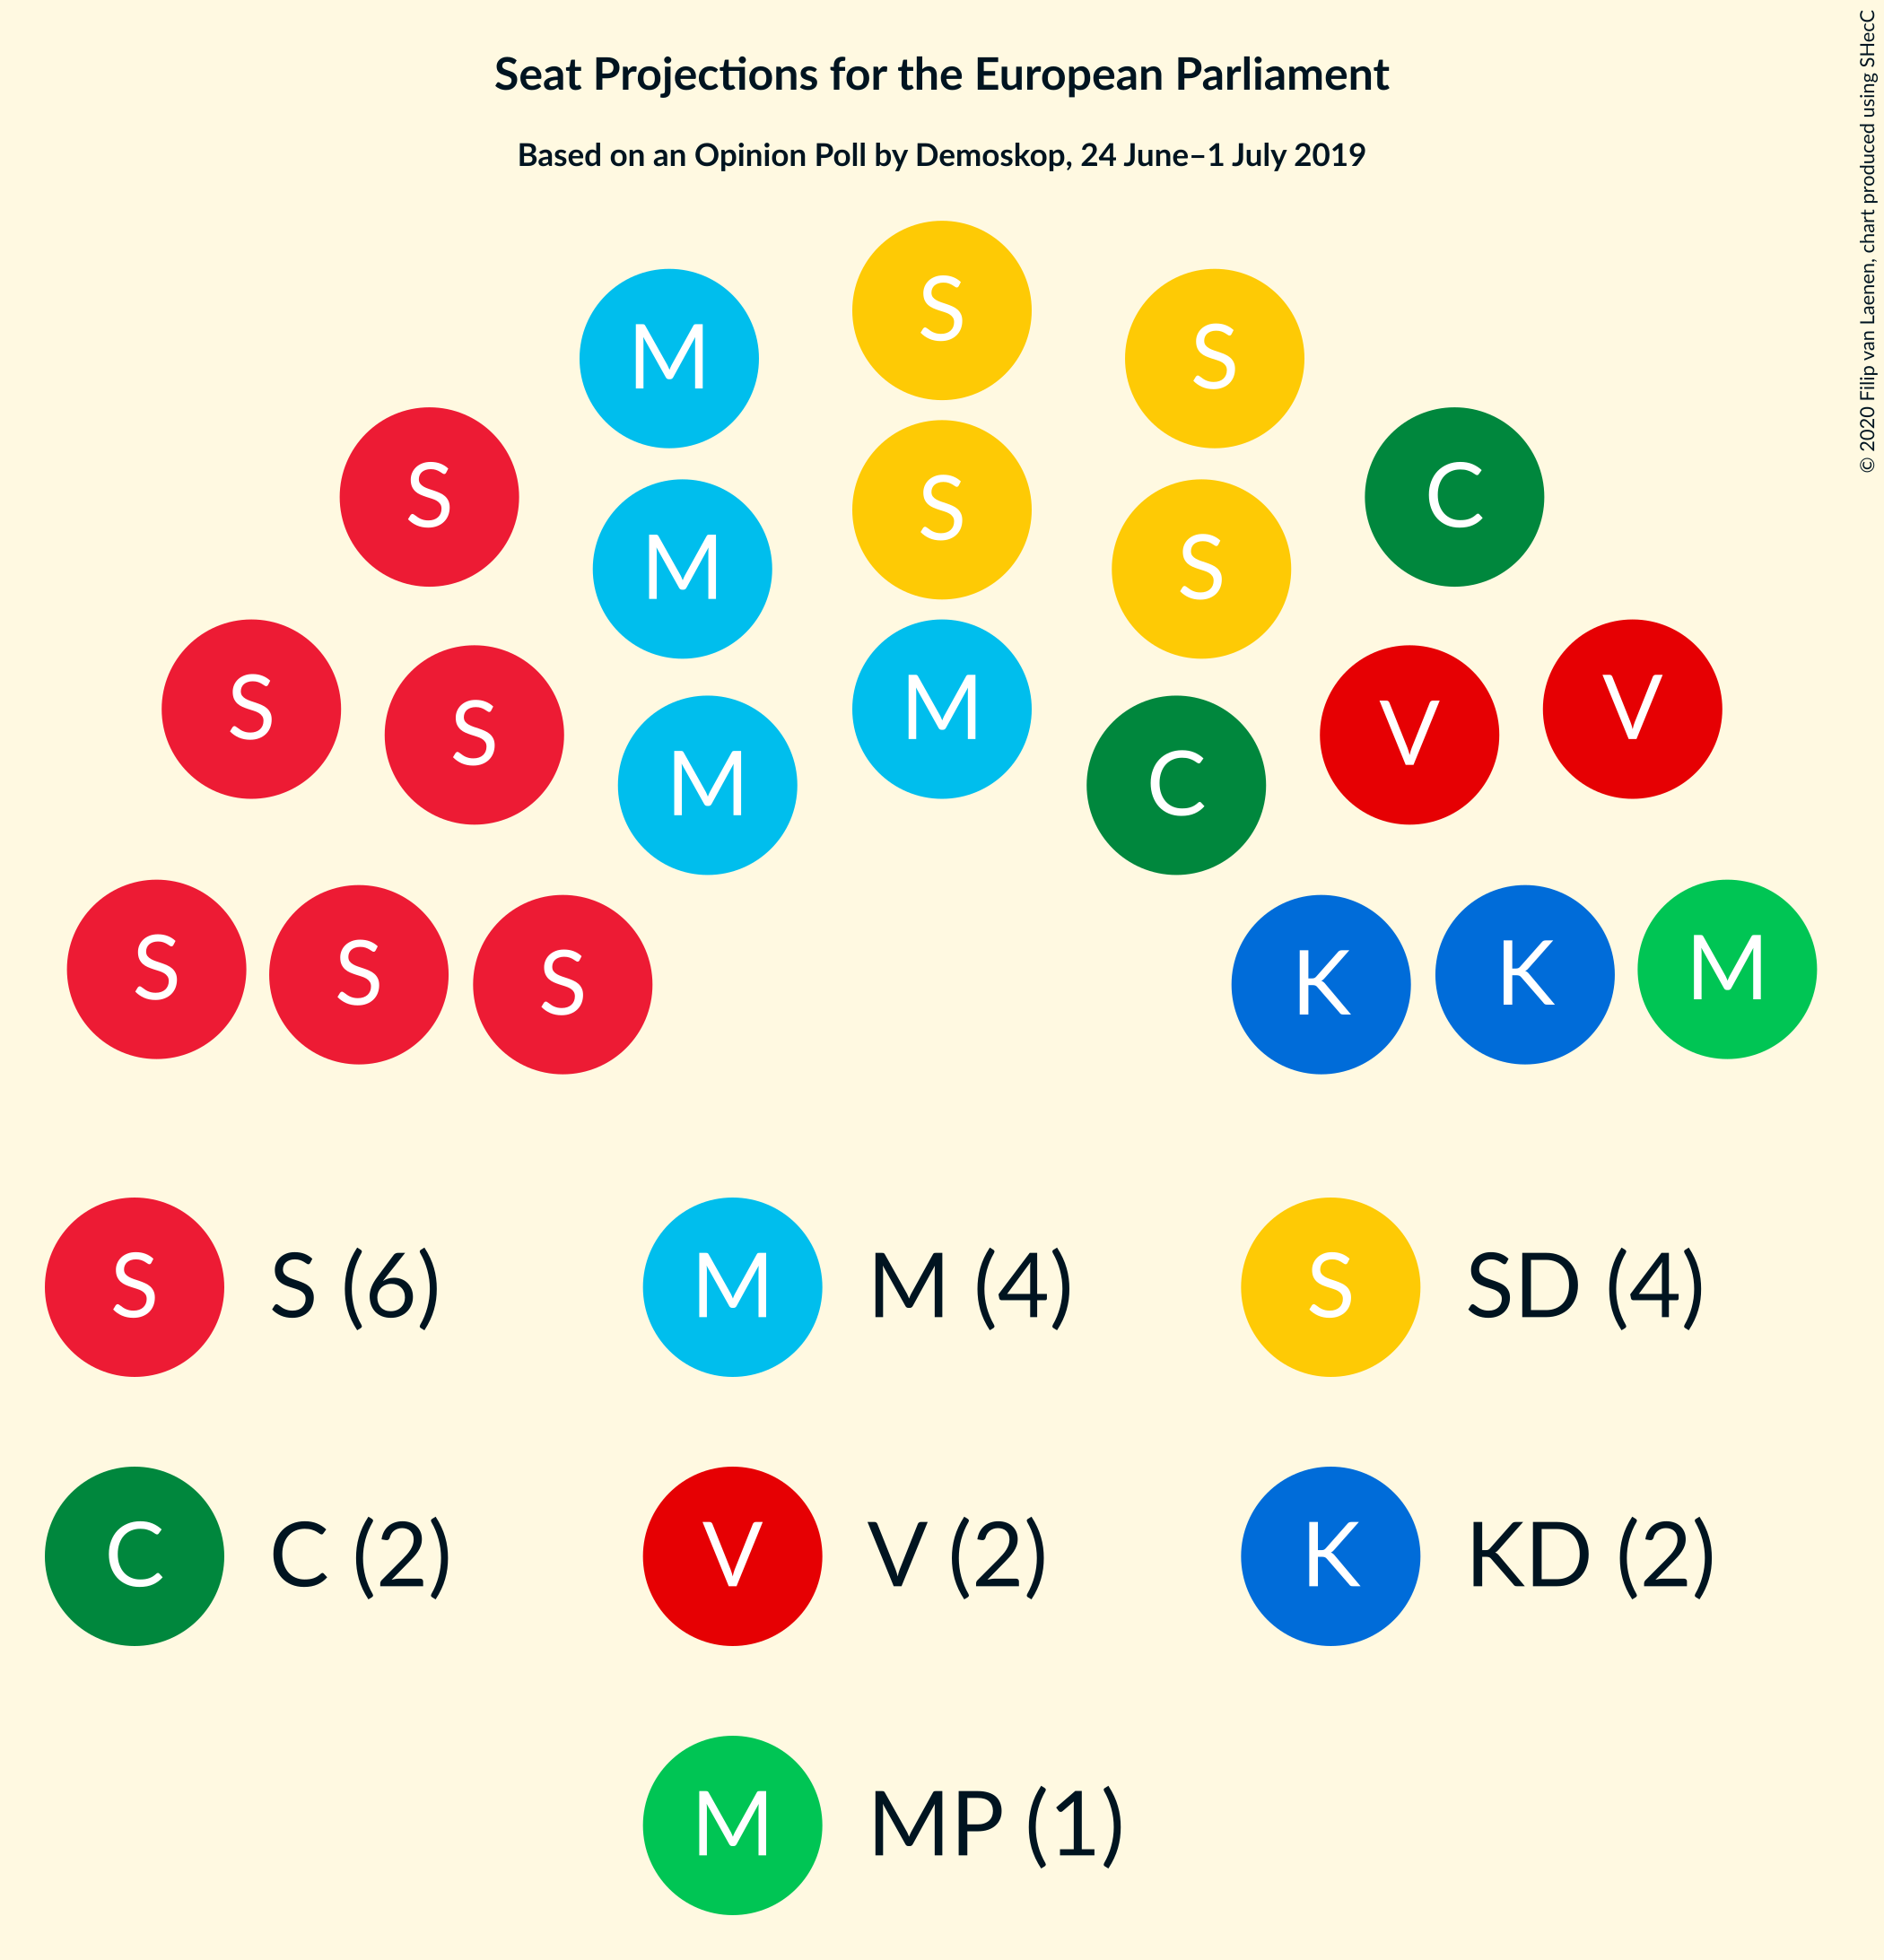 Seat Projections for the European Parliament
Based on an Opinion Poll by Demoskop, 24 June–1 July 2019
© 2020 Filip van Laenen, chart produced using SHecC
S
M S
S C
M S
S M S
S S M M C V V
S S S K K M
S S (6) M M (4) S SD (4)
C C (2) V V (2) K KD (2)
M MP (1)